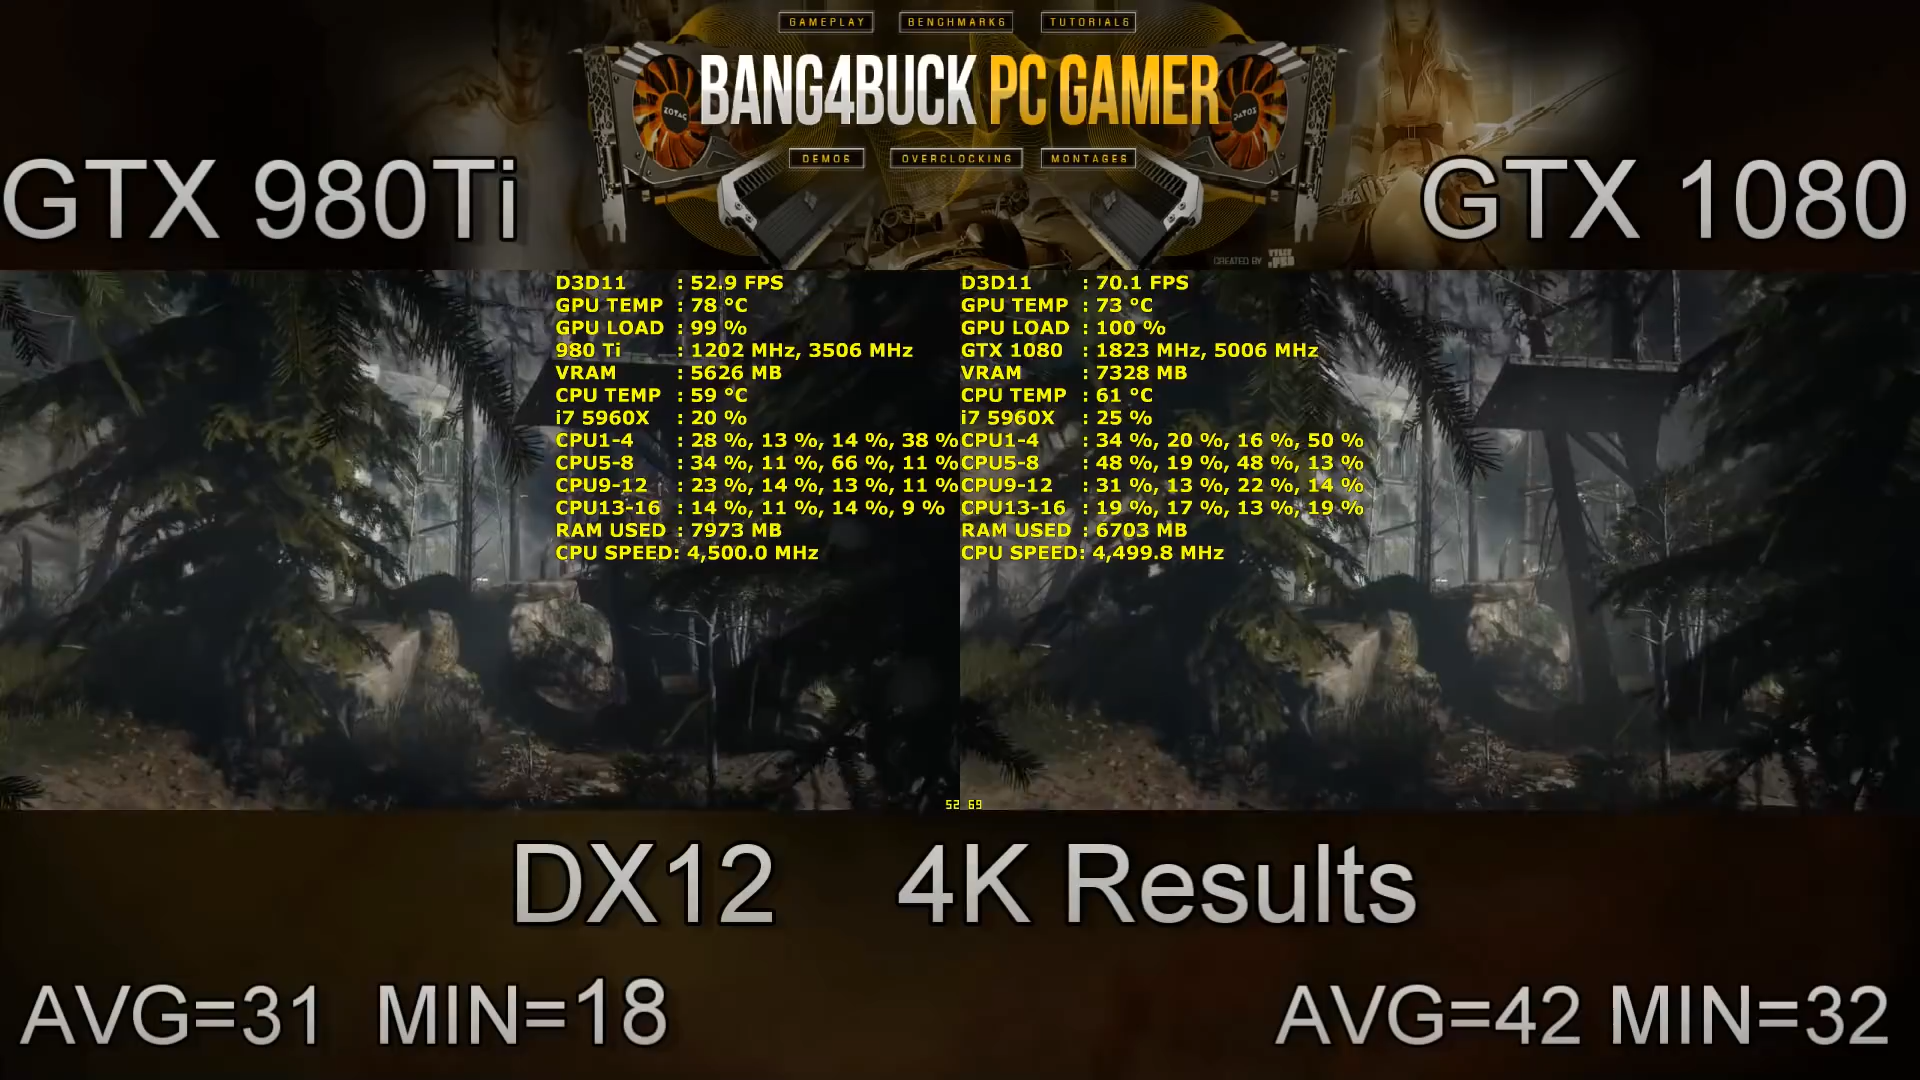 GAMEPLAY BENCHMARKS TUTORIALS
BANG4BUCK PC GAMER
ZOTAC
DEMOS OVERCLOCKING MONTAGES
GTX 980Ti
GTX 1080
CREATED BY
D3D11 : 52.9 FPS
GPU TEMP : 78 °C
GPU LOAD : 99 %
980 Ti : 1202 MHz, 3506 MHz
VRAM : 5626 MB
CPU TEMP : 59 °C
i7 5960X : 20 %
CPU1-4 : 28 %, 13 %, 14 %, 38 %
CPU5-8 : 34 %, 11 %, 66 %, 11 %
CPU9-12 : 23 %, 14 %, 13 %, 11 %
CPU13-16 : 14 %, 11 %, 14 %, 9 %
RAM USED : 7973 MB
CPU SPEED: 4,500.0 MHz
D3D11 : 70.1 FPS
GPU TEMP : 73 °C
GPU LOAD : 100 %
GTX 1080 : 1823 MHz, 5006 MHz
VRAM : 7328 MB
CPU TEMP : 61 °C
i7 5960X : 25 %
CPU1-4 : 34 %, 20 %, 16 %, 50 %
CPU5-8 : 48 %, 19 %, 48 %, 13 %
CPU9-12 : 31 %, 13 %, 22 %, 14 %
CPU13-16 : 19 %, 17 %, 13 %, 19 %
RAM USED : 6703 MB
CPU SPEED: 4,499.8 MHz
52 69
DX12 4K Results
AVG=31 MIN=18
AVG=42 MIN=32